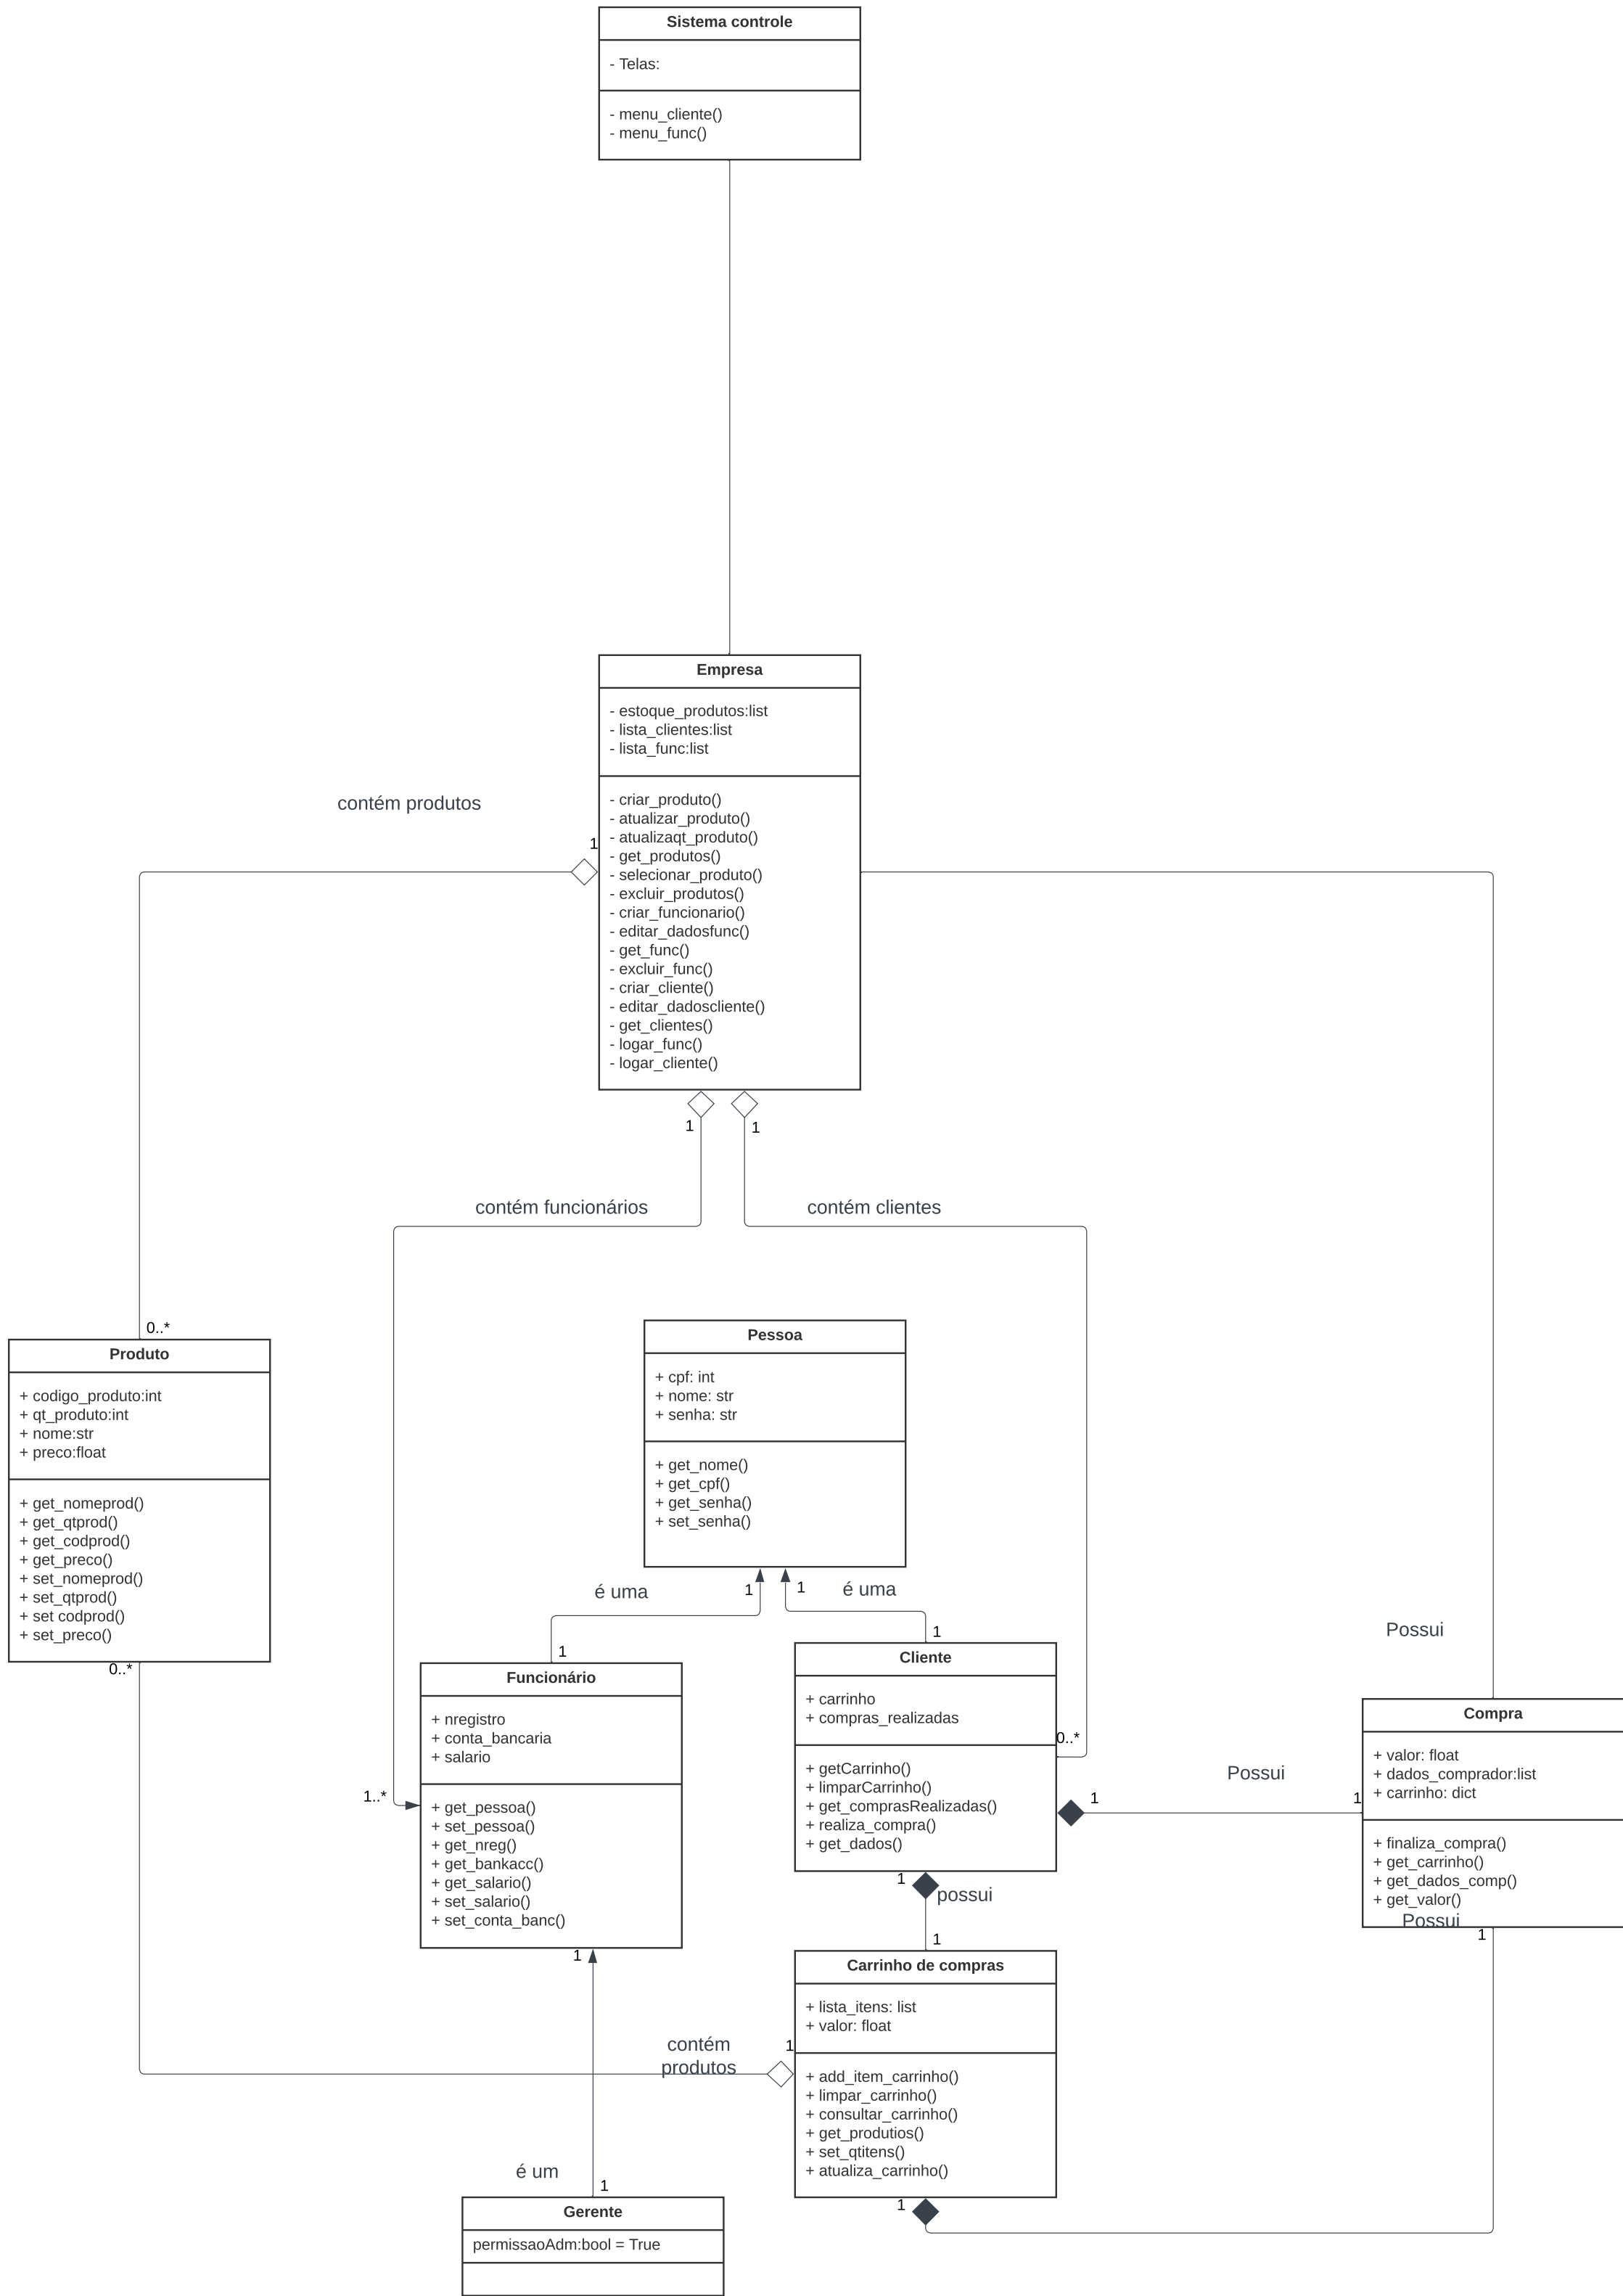 Sistema controle
- Telas:
- menu_cliente()
- menu_func()
Empresa
- estoque_produtos:list
- lista_clientes:list
- lista_func:list
- criar_produto()
- atualizar_produto()
- atualizaqt_produto()
- get_produtos()
- selecionar_produto()
- excluir_produtos()
- criar_funcionario()
- editar_dadosfunc()
- get_func()
- excluir_func()
- criar_cliente()
- editar_dadoscliente()
- get_clientes()
- logar_func()
- logar_cliente()
contém produtos
1
1
1
contém funcionários
contém clientes
0..*
Produto
+ codigo_produto:int
+ qt_produto:int
+ nome:str
+ preco:float
+ get_nomeprod()
+ get_qtprod()
+ get_codprod()
+ get_preco()
+ set_nomeprod()
+ set_qtprod()
+ set codprod()
+ set_preco()
0..*
Pessoa
+ cpf: int
+ nome: str
+ senha: str
+ get_nome()
+ get_cpf()
+ get_senha()
+ set_senha()
é uma
1
1
é uma
1
1
Funcionário
+ nregistro
+ conta_bancaria
+ salario
1..*
+ get_pessoa()
+ set_pessoa()
+ get_nreg()
+ get_bankacc()
+ get_salario()
+ set_salario()
+ set_conta_banc()
1
Cliente
+ carrinho
+ compras_realizadas
0..*
+ getCarrinho()
+ limparCarrinho()
+ get_comprasRealizadas()
+ realiza_compra()
+ get_dados()
Possui
Possui
1
1
Compra
+ valor: float
+ dados_comprador:list
+ carrinho: dict
+ finaliza_compra()
+ get_carrinho()
+ get_dados_comp()
+ get_valor()
Possui
1
1
possui
1
Carrinho de compras
+ lista_itens: list
+ valor: float
contém
produtos
1
+ add_item_carrinho()
+ limpar_carrinho()
+ consultar_carrinho()
+ get_produtios()
+ set_qtitens()
+ atualiza_carrinho()
1
é um
1
Gerente
permissaoAdm:bool = True